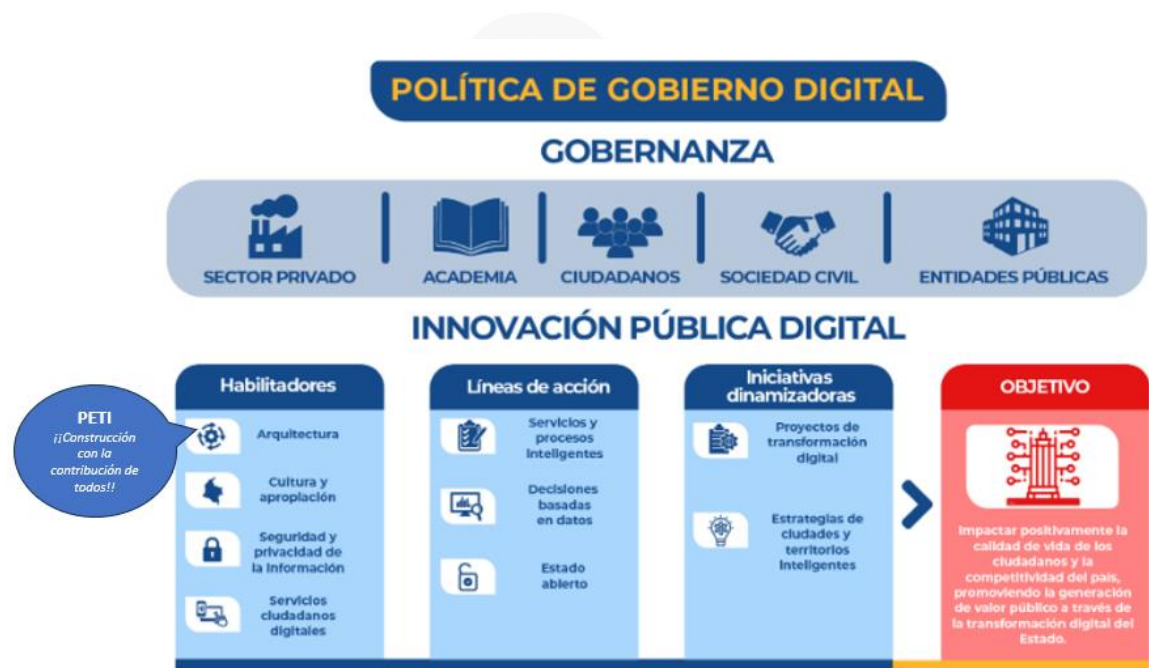 POLÍTICA DE GOBIERNO DIGITAL
GOBERNANZA
SECTOR PRIVADO
ACADEMIA
CIUDADANOS
SOCIEDAD CIVIL
ENTIDADES PÚBLICAS
INNOVACIÓN PÚBLICA DIGITAL
PETI
¡¡Construcción
con la
contribución de
todos!!
Habilitadores
Arquitectura
Cultura y
apropiación
Seguridad y
privacidad de
la información
Servicios
ciudadanos
digitales
Líneas de acción
Servicios y
procesos
inteligentes
Decisiones
basadas
en datos
Estado
abierto
Iniciativas
dinamizadoras
Proyectos de
transformación
digital
Estrategias de
ciudades y
territorios
inteligentes
OBJETIVO
Impactar positivamente la
calidad de vida de los
ciudadanos y la
competitividad del país,
promoviendo la generación
de valor público a través de
la transformación digital del
Estado.